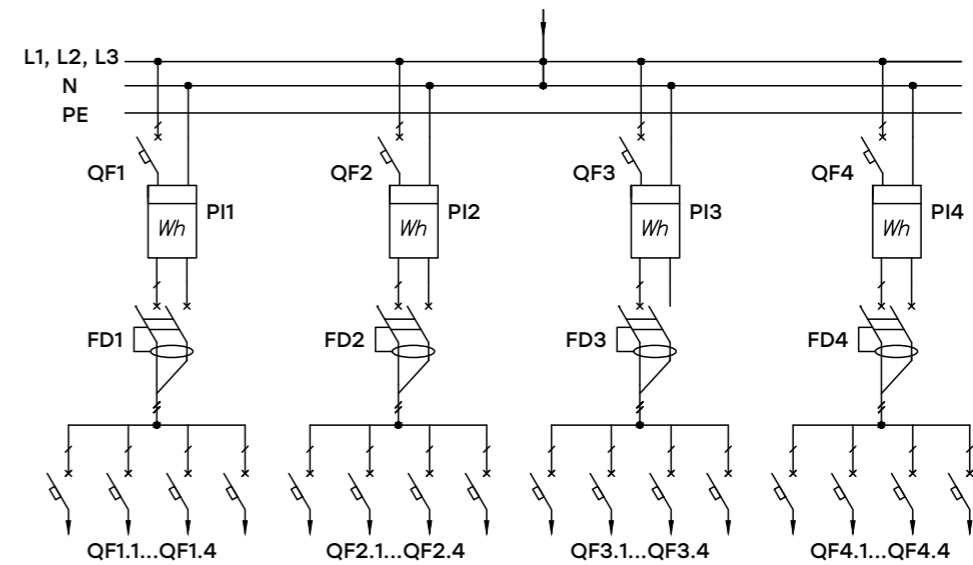 L1, L2, L3
N
PE
QF1
QF2
QF3
QF4
PI1
PI2
PI3
PI4
Wh
Wh
Wh
Wh
FD1
FD2
FD3
FD4
QF1.1...QF1.4
QF2.1...QF2.4
QF3.1...QF3.4
QF4.1...QF4.4